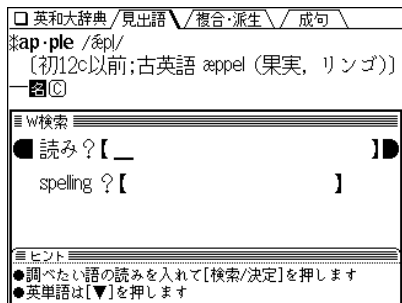 英和大辞典 見出語 複合·派生 成句
*ap·ple /ǽpl/
〔初12c以前;古英語 æppel (果実, リンゴ)〕
―名C
W検索
読み?【 】
spelling ?【 】
ヒント
●調べたい語の読みを入れて[検索/決定]を押します
●英単語は[▼]を押します